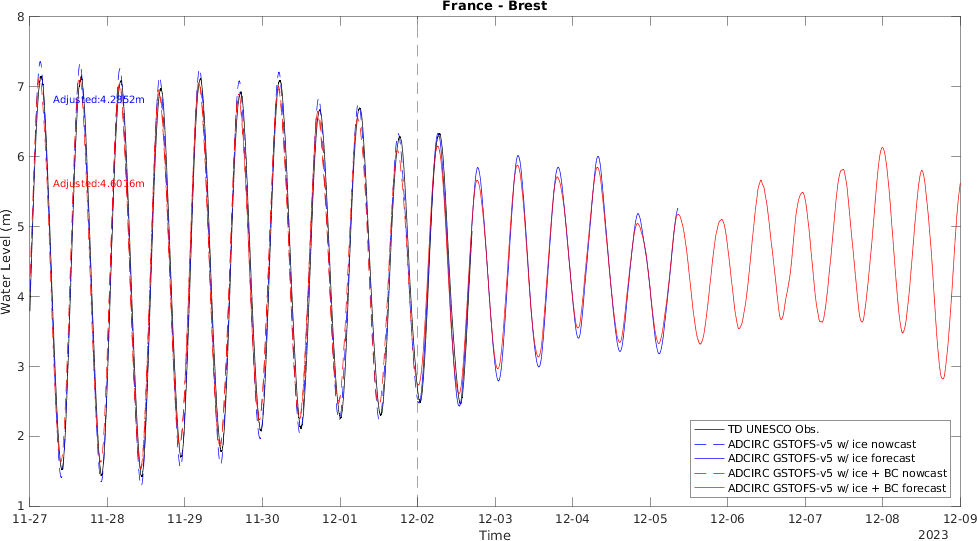 France - Brest
8
7
6
5
4
3
2
1
Water Level (m)
Adjusted:4.2852m
Adjusted:4.6016m
TD UNESCO Obs.
ADCIRC GSTOFS-v5 w/ ice nowcast
ADCIRC GSTOFS-v5 w/ ice forecast
ADCIRC GSTOFS-v5 w/ ice + BC nowcast
ADCIRC GSTOFS-v5 w/ ice + BC forecast
11-27 11-28 11-29 11-30 12-01 12-02 12-03 12-04 12-05 12-06 12-07 12-08 12-09
Time
2023